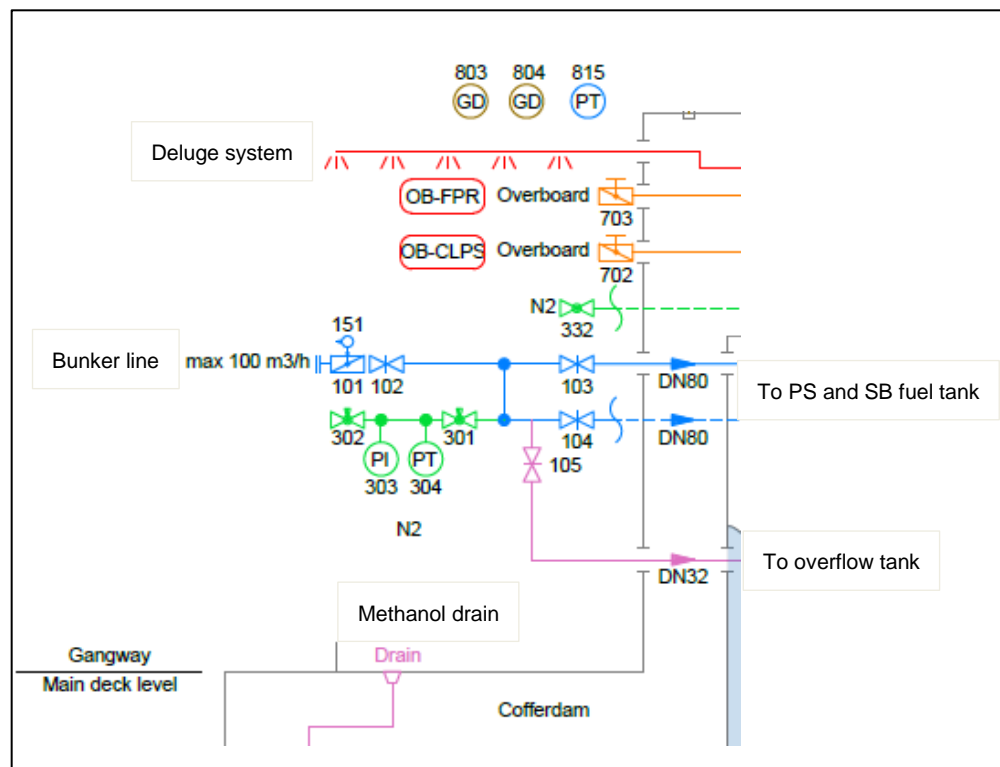 803 804 815
GD GD PT
Deluge system
OB-FPR Overboard
703
OB-CLPS Overboard
702
N2
332
151
Bunker line
max 100 m3/h
101 102 103 DN80
To PS and SB fuel tank
302 301 104 DN80
PI PT 105
303 304
N2
To overflow tank
DN32
Methanol drain
Gangway Drain
Main deck level
Cofferdam